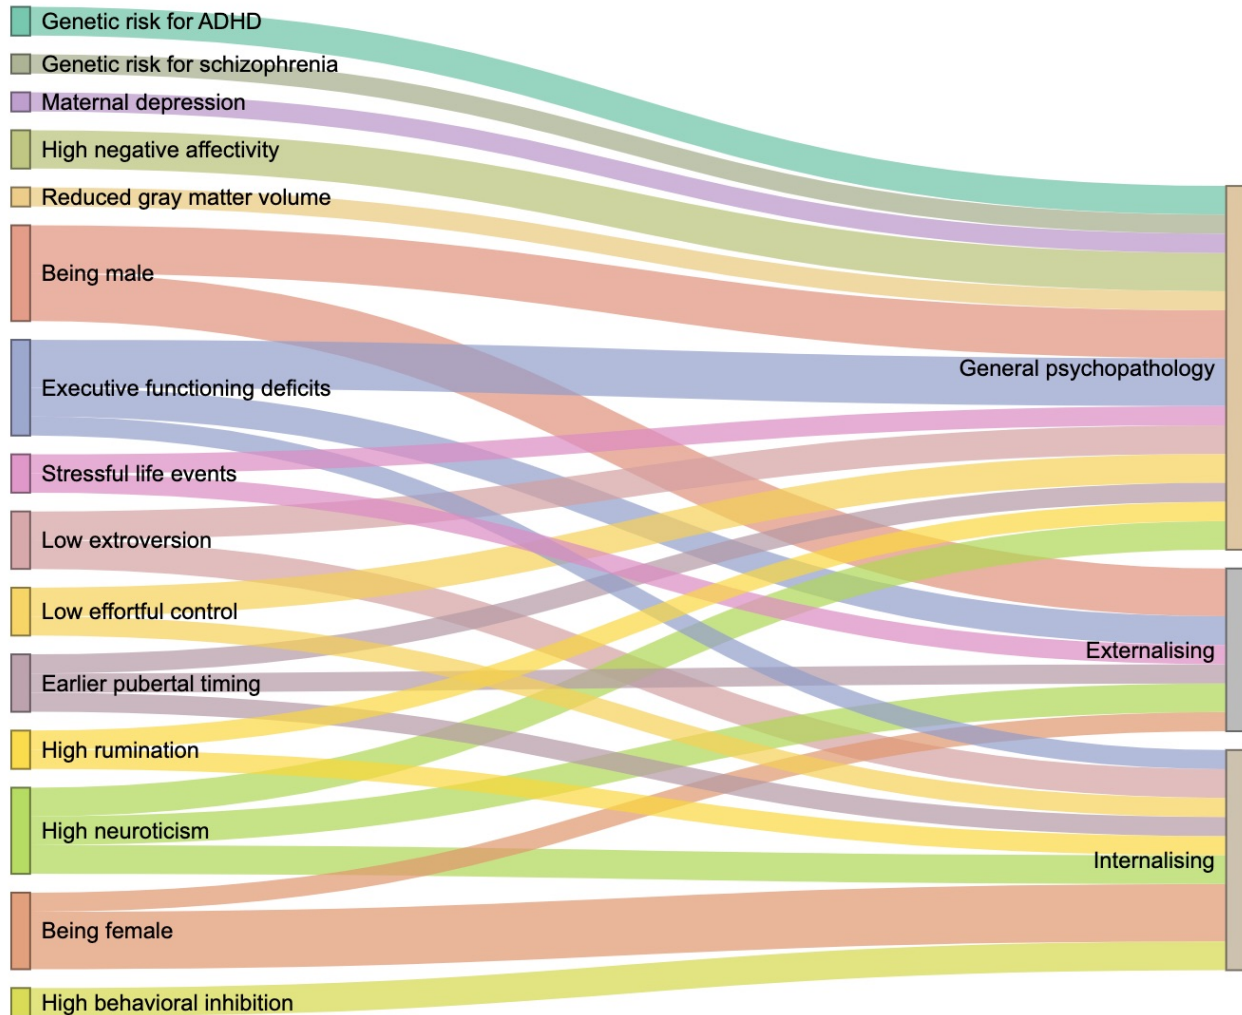 Genetic risk for ADHD
Genetic risk for schizophrenia
Maternal depression
High negative affectivity
Reduced gray matter volume
Being male
Executive functioning deficits
Stressful life events
Low extroversion
Low effortful control
Earlier pubertal timing
High rumination
High neuroticism
Being female
High behavioral inhibition
General psychopathology
Externalising
Internalising